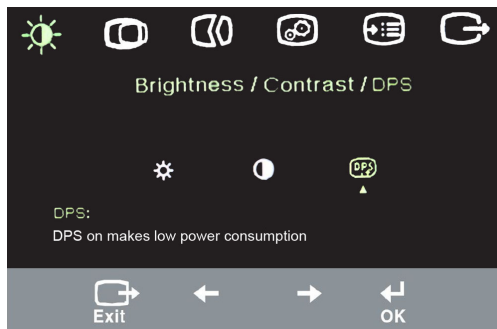 Brightness / Contrast / DPS
DPS
DPS:
DPS on makes low power consumption
Exit
OK